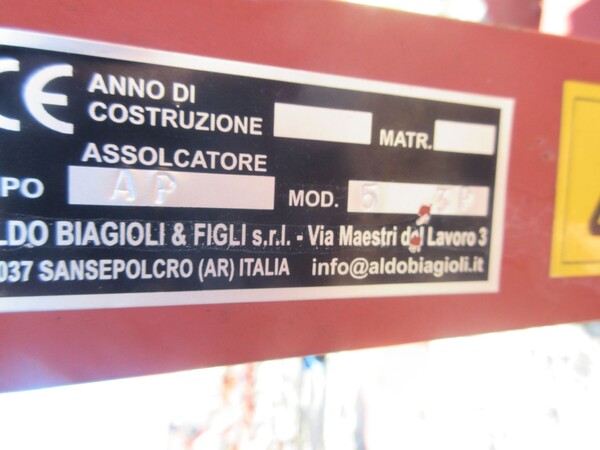 CE ANNO DI
COSTRUZIONE MATR.
ASSOLCATORE
PO AP MOD. 5
LDO BIAGIOLI & FIGLI s.r.l. - Via Maestri del Lavoro 3
037 SANSEPOLCRO (AR) ITALIA info@aldobiagioli.it